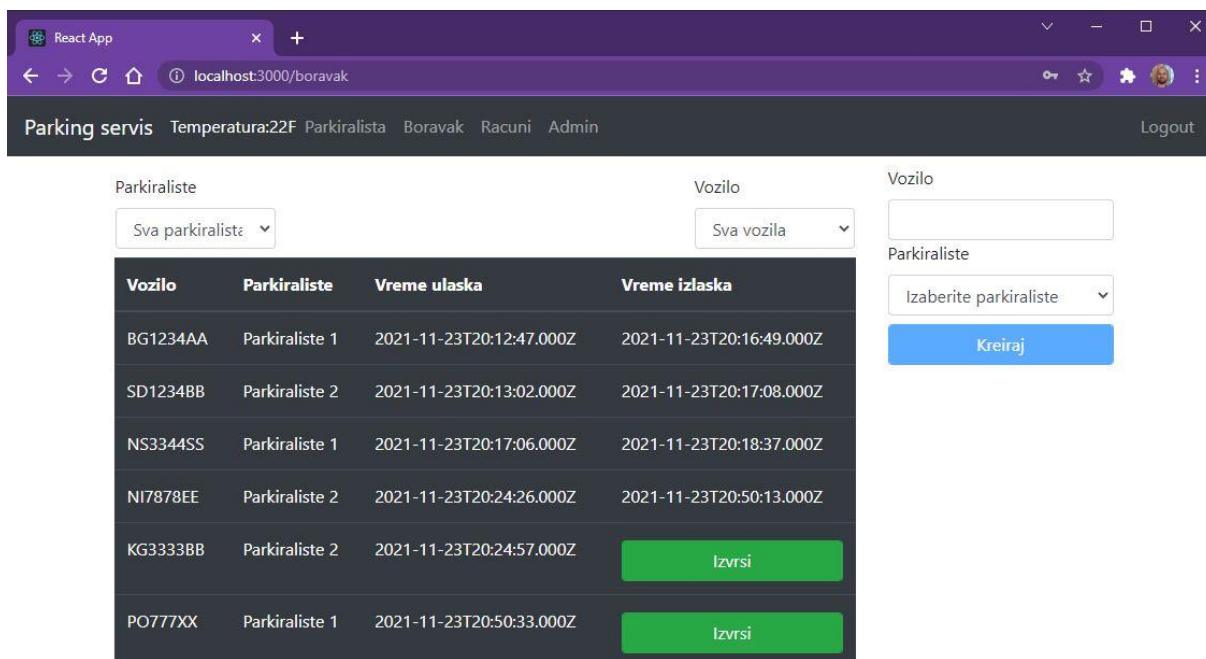 React App
localhost:3000/boravak
Parking servis Temperatura:22F Parkiralista Boravak Racuni Admin Logout
Parkiraliste Vozilo
Sva parkiralista Sva vozila
Vozilo Parkiraliste Vreme ulaska Vreme izlaska
BG1234AA Parkiraliste 1 2021-11-23T20:12:47.000Z 2021-11-23T20:16:49.000Z
SD1234BB Parkiraliste 2 2021-11-23T20:13:02.000Z 2021-11-23T20:17:08.000Z
NS3344SS Parkiraliste 1 2021-11-23T20:17:06.000Z 2021-11-23T20:18:37.000Z
NI7878EE Parkiraliste 2 2021-11-23T20:24:26.000Z 2021-11-23T20:50:13.000Z
KG3333BB Parkiraliste 2 2021-11-23T20:24:57.000Z Izvrsi
PO777XX Parkiraliste 1 2021-11-23T20:50:33.000Z Izvrsi
Vozilo
Parkiraliste
Izaberite parkiraliste
Kreiraj